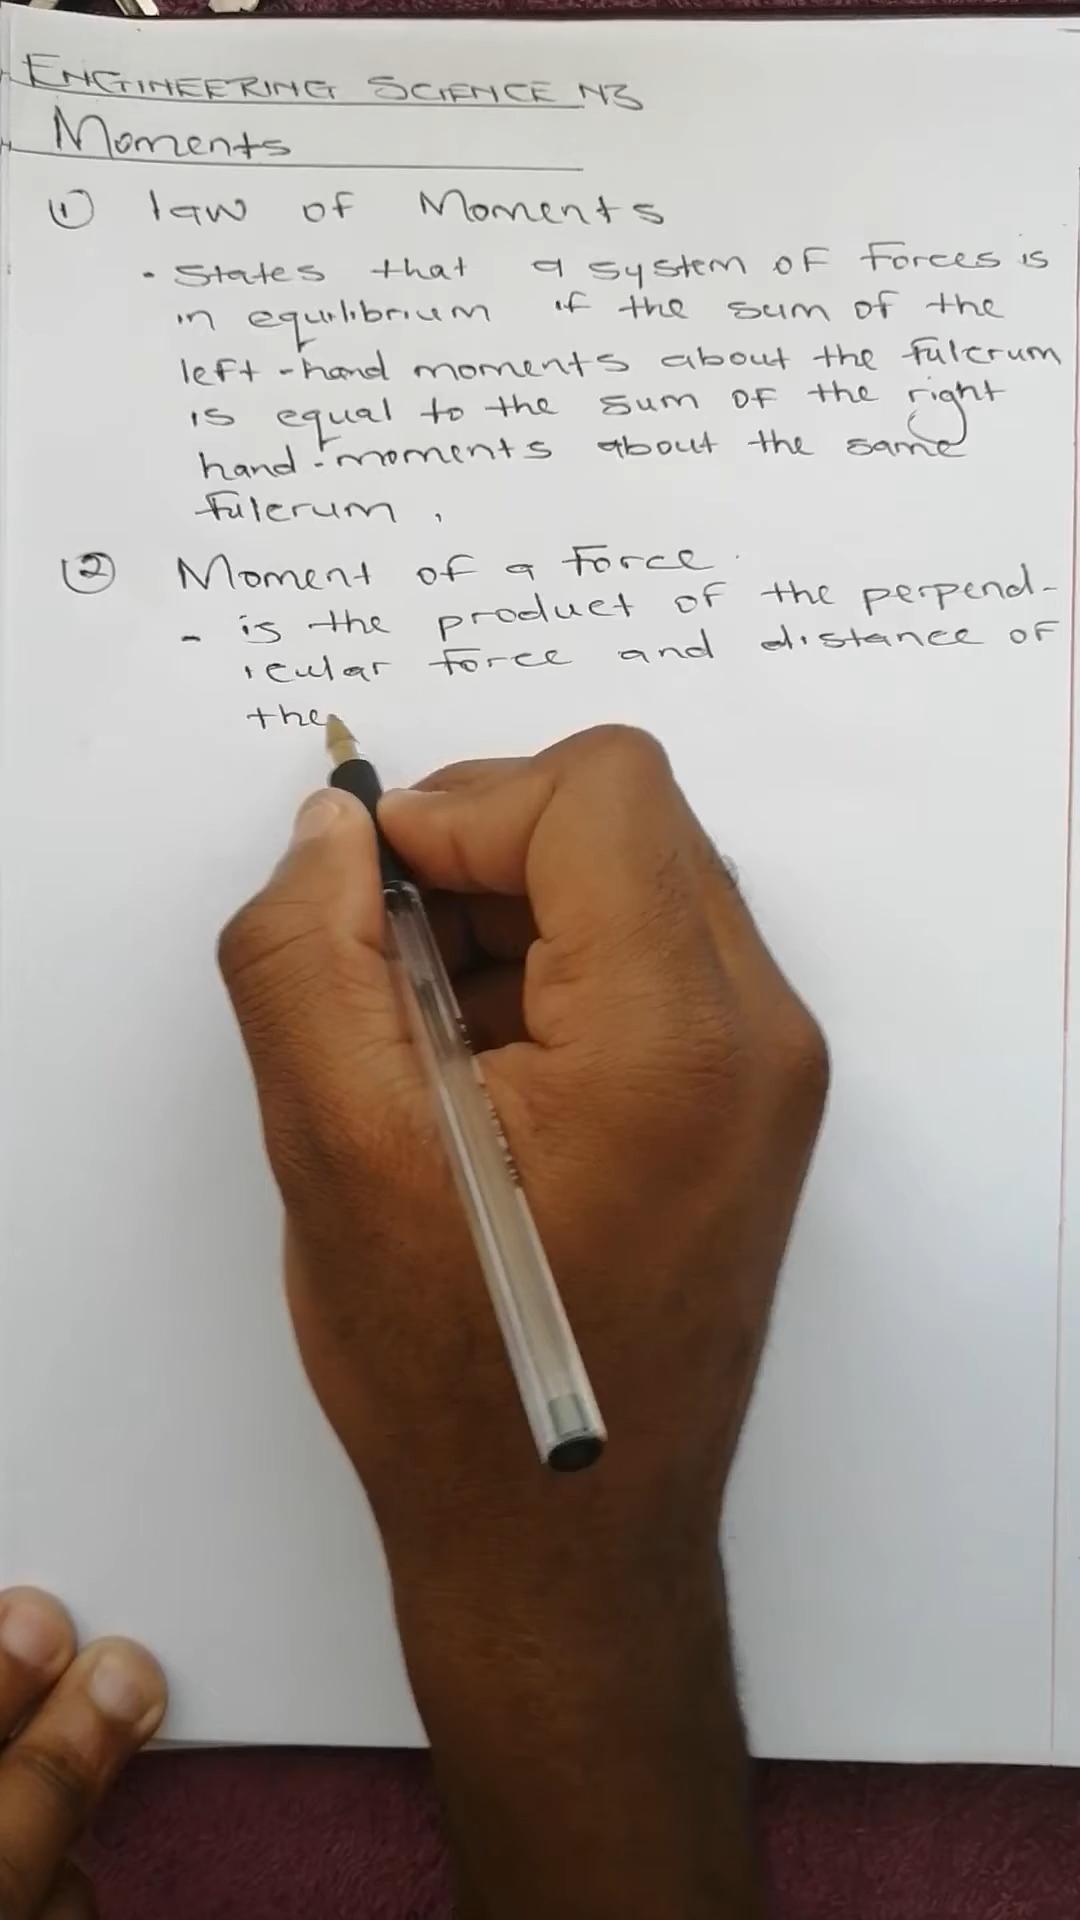 ENGINEERING SCIENCE N3
Moments
① law of Moments
• States that a system of Forces is
in equilibrium if the sum of the
left-hand moments about the fulcrum
is equal to the sum of the right
hand-moments about the same
fulcrum.
② Moment of a force
- is the product of the perpend-
icular force and distance of
the